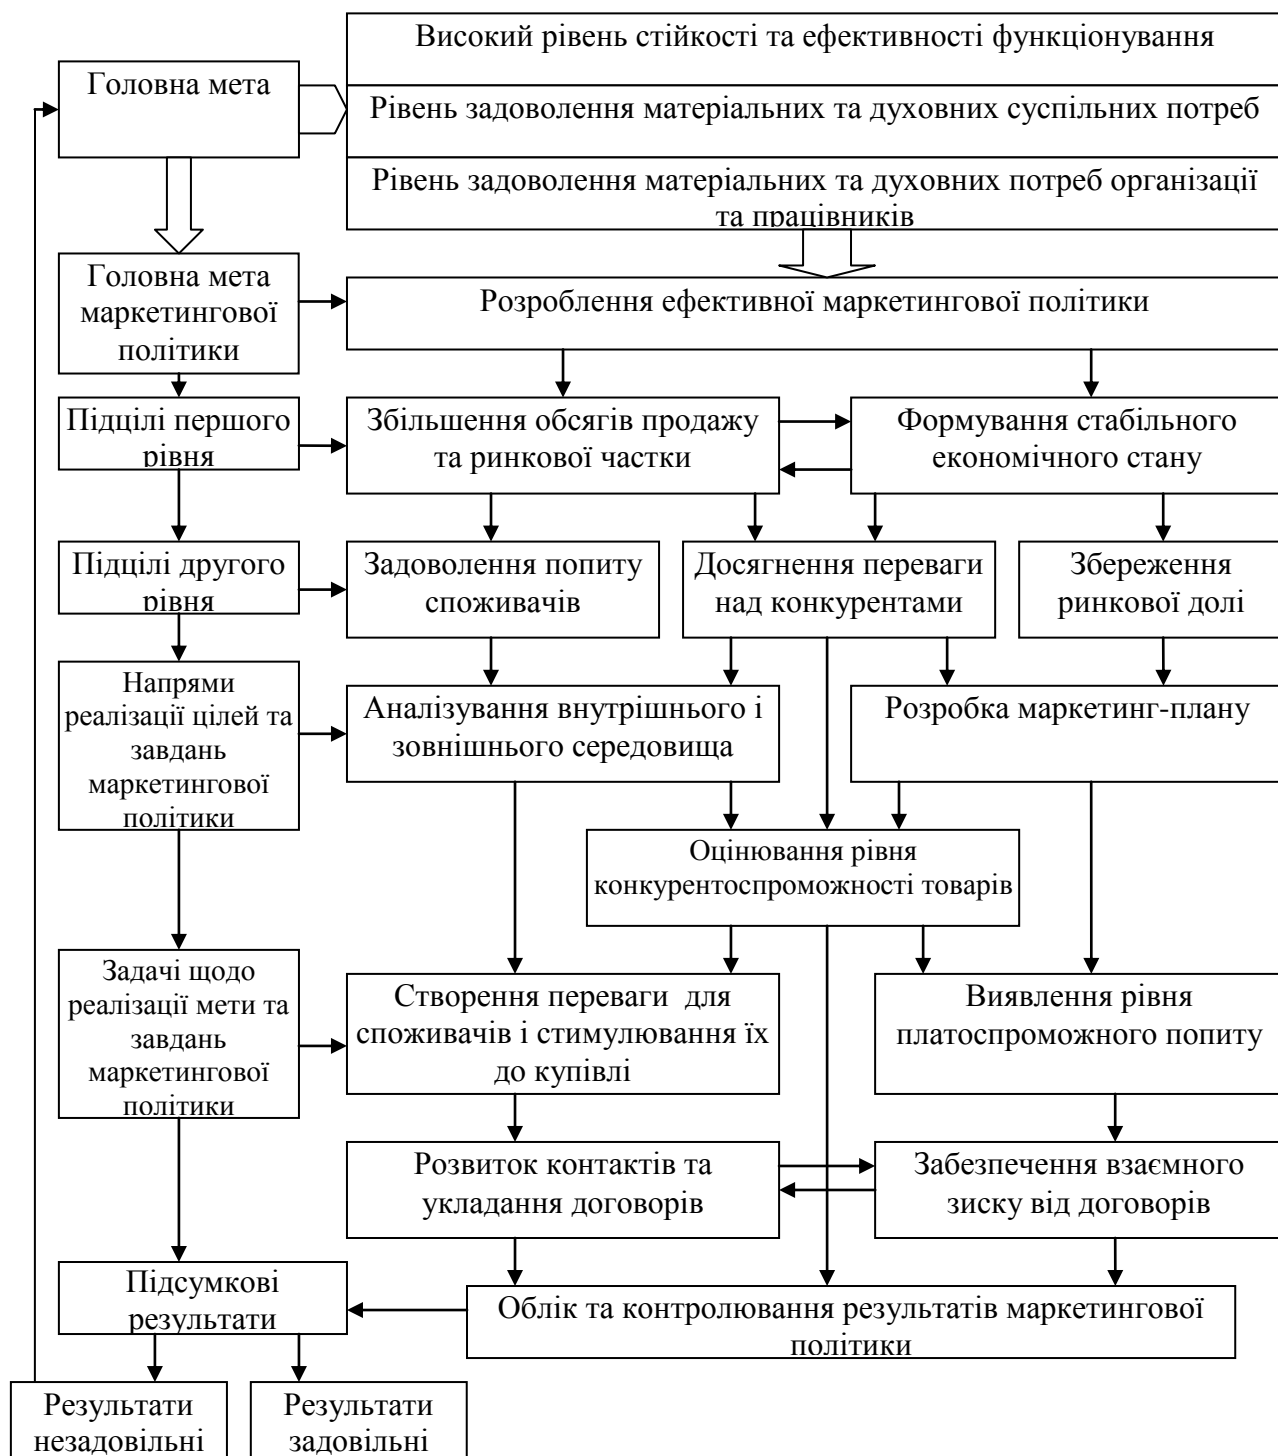 Високий рівень стійкості та ефективності функціонування
Головна мета
Рівень задоволення матеріальних та духовних суспільних потреб
Рівень задоволення матеріальних та духовних потреб організації
та працівників
Головна мета
маркетингової
політики
Розроблення ефективної маркетингової політики
Підцілі першого
рівня
Збільшення обсягів продажу
та ринкової частки
Формування стабільного
економічного стану
Підцілі другого
рівня
Задоволення попиту
споживачів
Досягнення переваги
над конкурентами
Збереження
ринкової долі
Напрями
реалізації цілей та
завдань
маркетингової
політики
Аналізування внутрішнього і
зовнішнього середовища
Розробка маркетинг-плану
Оцінювання рівня
конкурентоспроможності товарів
Задачі щодо
реалізації мети та
завдань
маркетингової
політики
Створення переваги  для
споживачів і стимулювання їх
до купівлі
Виявлення рівня
платоспроможного попиту
Розвиток контактів та
укладання договорів
Забезпечення взаємного
зиску від договорів
Підсумкові
результати
Облік та контролювання результатів маркетингової
політики
Результати
незадовільні
Результати
задовільні